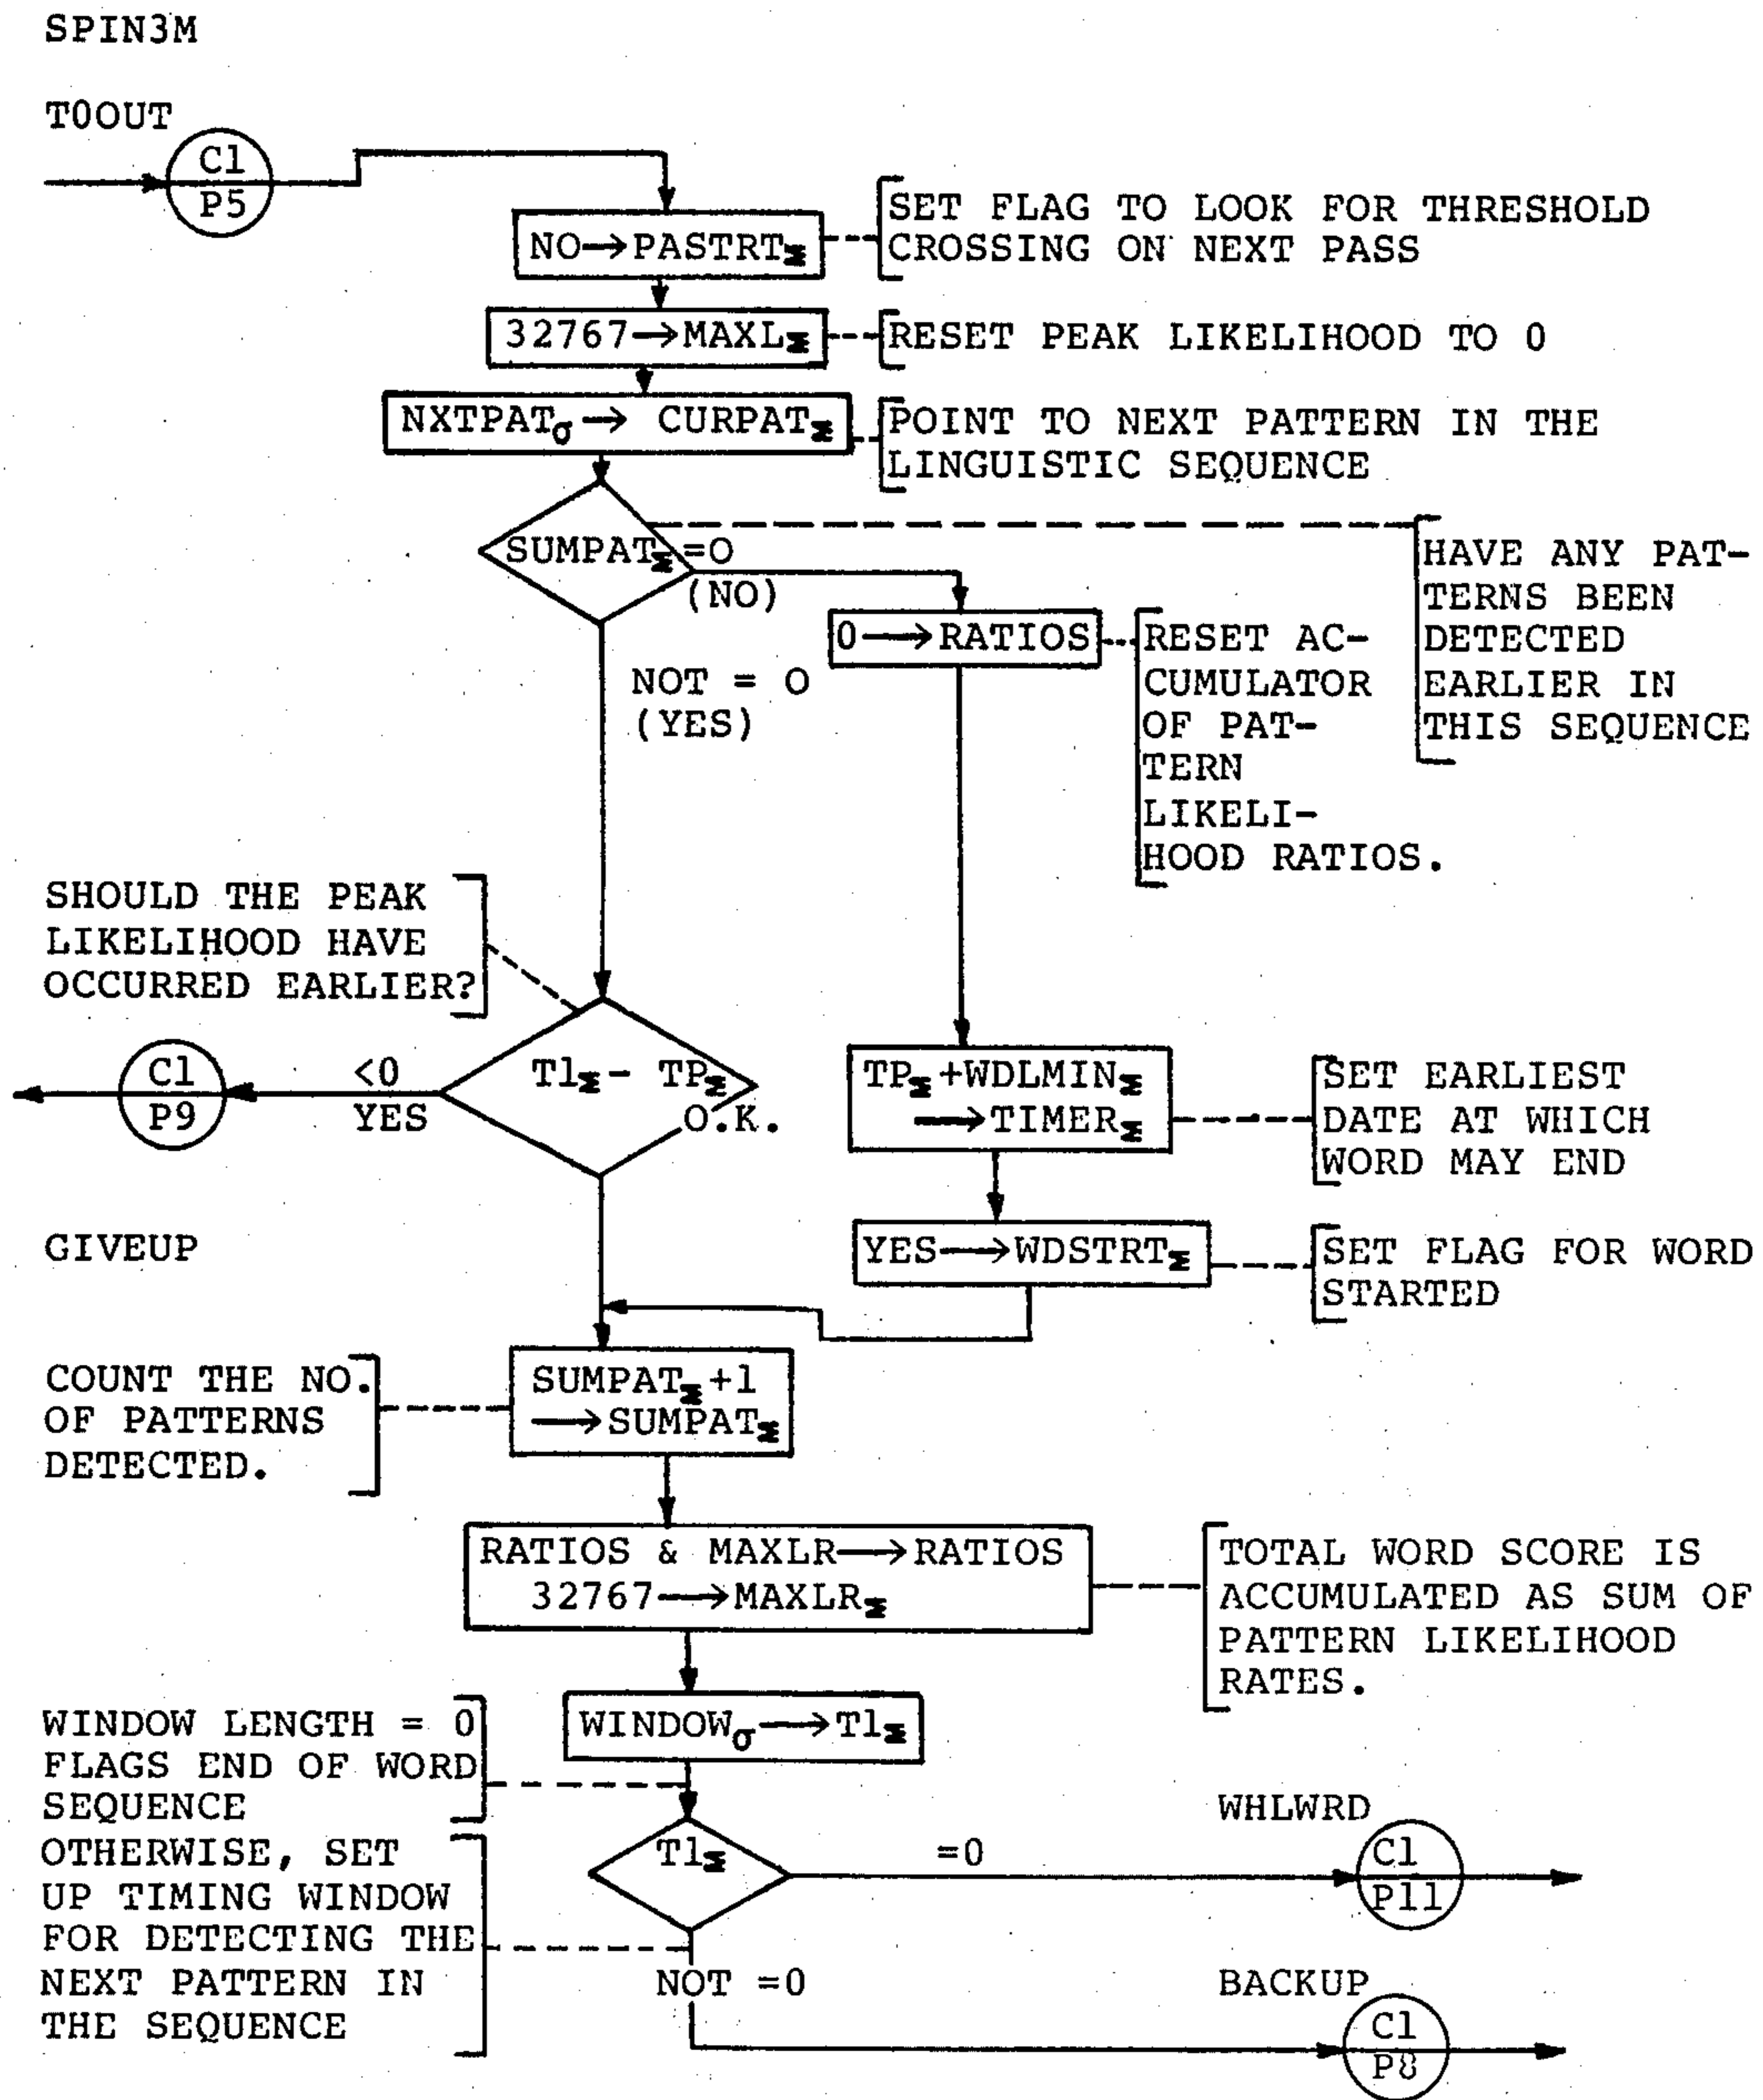 SPIN3M
T0OUT
C1
P5
NO→PASTRT𝚺
SET FLAG TO LOOK FOR THRESHOLD
CROSSING ON NEXT PASS
32767→MAXL𝚺
RESET PEAK LIKELIHOOD TO 0
NXTPATσ→ CURPAT𝚺
POINT TO NEXT PATTERN IN THE
LINGUISTIC SEQUENCE
SUMPAT𝚺=O
(NO)
HAVE ANY PAT-
TERNS BEEN
DETECTED
EARLIER IN
THIS SEQUENCE
0→RATIOS
RESET AC-
CUMULATOR
OF PAT-
TERN
LIKELI-
HOOD RATIOS.
NOT = O
(YES)
SHOULD THE PEAK
LIKELIHOOD HAVE
OCCURRED EARLIER?
T1𝚺- TP𝚺
O.K.
<0
YES
C1
P9
TP𝚺+WDLMIN𝚺
→TIMER𝚺
SET EARLIEST
DATE AT WHICH
WORD MAY END
GIVEUP
YES→WDSTRT𝚺
SET FLAG FOR WORD
STARTED
COUNT THE NO.
OF PATTERNS
DETECTED.
SUMPAT𝚺+1
→SUMPAT𝚺
RATIOS & MAXLR→RATIOS
32767→MAXLR𝚺
TOTAL WORD SCORE IS
ACCUMULATED AS SUM OF
PATTERN LIKELIHOOD
RATES.
WINDOWσ→T1𝚺
WINDOW LENGTH = 0
FLAGS END OF WORD
SEQUENCE
T1𝚺
=0
WHLWRD
C1
P11
OTHERWISE, SET
UP TIMING WINDOW
FOR DETECTING THE
NEXT PATTERN IN
THE SEQUENCE
NOT =0
BACKUP
C1
P8